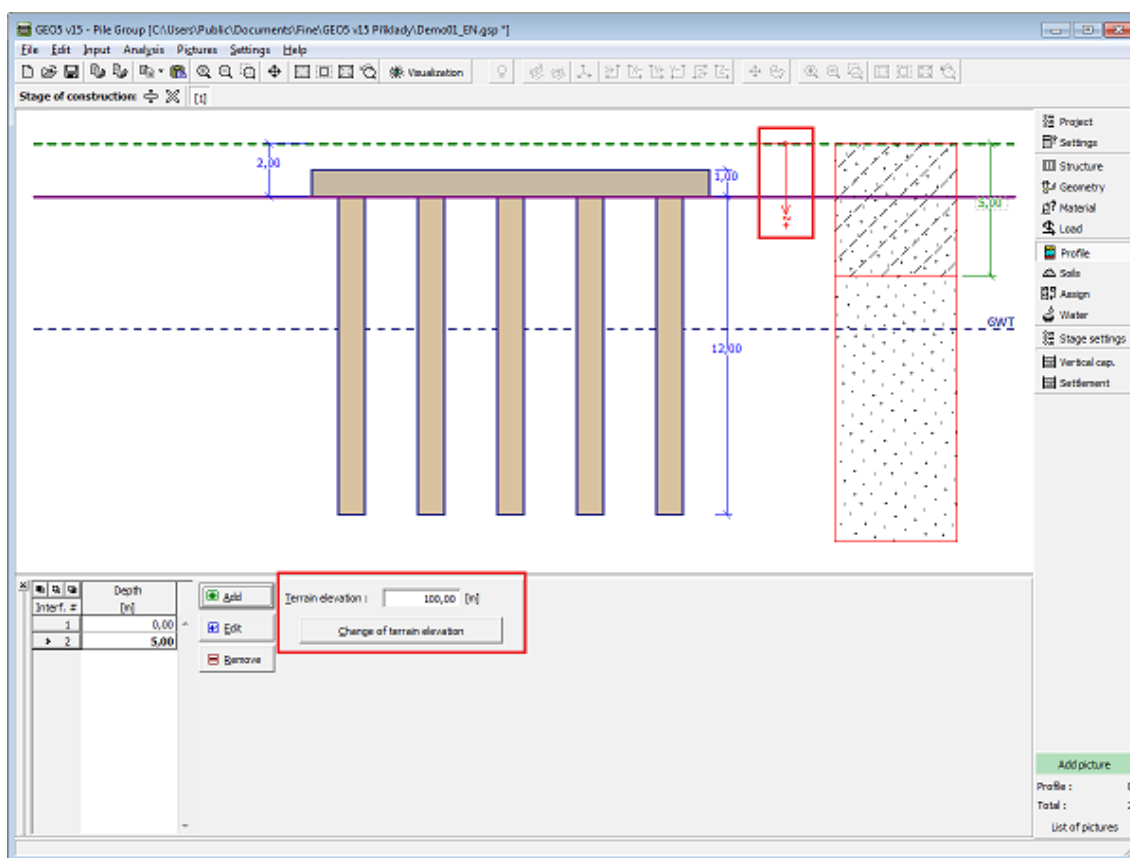 GEO5 v15 - Pile Group [C:\Users\Public\Documents\Fine\GEO5 v15 Příklady\Demo01_EN.gsp *]
File Edit Input Analysis Pictures Settings Help
Visualization
Stage of construction: [1]
2,00
1,00
+z
5,00
GWT
12,00
Project
Settings
Structure
Geometry
Material
Load
Profile
Soils
Assign
Water
Stage settings
Vertical cap.
Settlement
Interf. # Depth [m]
1 0,00
2 5,00
Add
Edit
Remove
Terrain elevation : 100,00 [m]
Change of terrain elevation
Add picture
Profile :
Total :
List of pictures